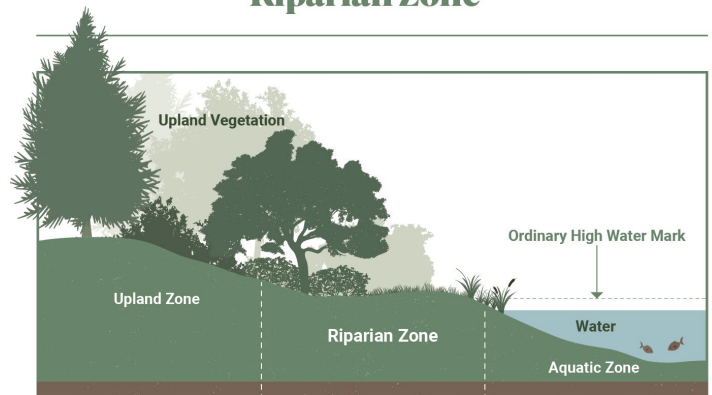 Riparian Zone
Upland Vegetation
Ordinary High Water Mark
Upland Zone
Water
Riparian Zone
Aquatic Zone